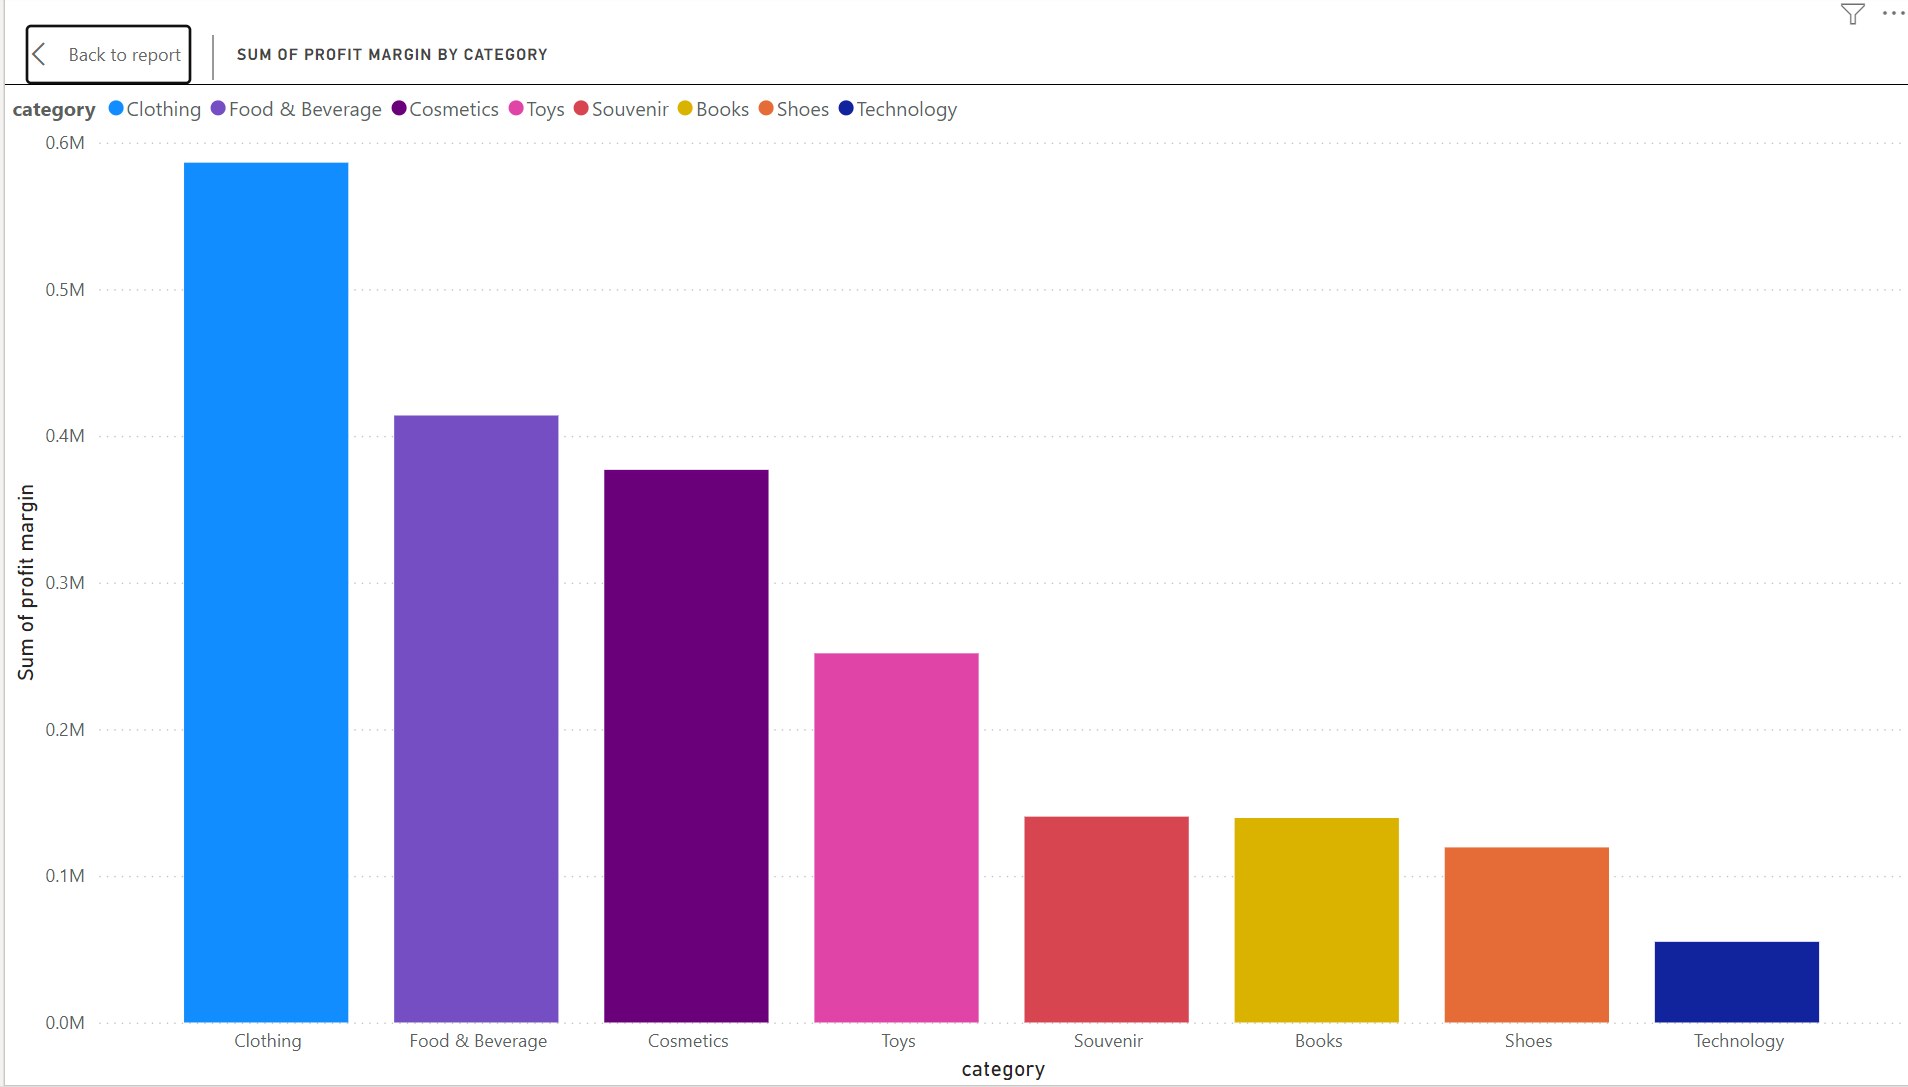 Back to report
SUM OF PROFIT MARGIN BY CATEGORY
category Clothing Food & Beverage Cosmetics Toys Souvenir Books Shoes Technology
0.6M
0.5M
0.4M
0.3M
0.2M
0.1M
0.0M
Sum of profit margin
Clothing Food & Beverage Cosmetics Toys Souvenir Books Shoes Technology
category